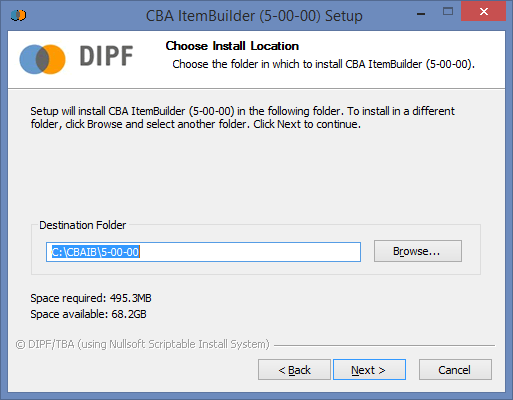 CBA ItemBuilder (5-00-00) Setup
DIPF
Choose Install Location
Choose the folder in which to install CBA ItemBuilder (5-00-00).
Setup will install CBA ItemBuilder (5-00-00) in the following folder. To install in a different
folder, click Browse and select another folder. Click Next to continue.
Destination Folder
C:\CBAIB\5-00-00
Browse...
Space required: 495.3MB
Space available: 68.2GB
© DIPF/TBA (using Nullsoft Scriptable Install System)
< Back Next > Cancel